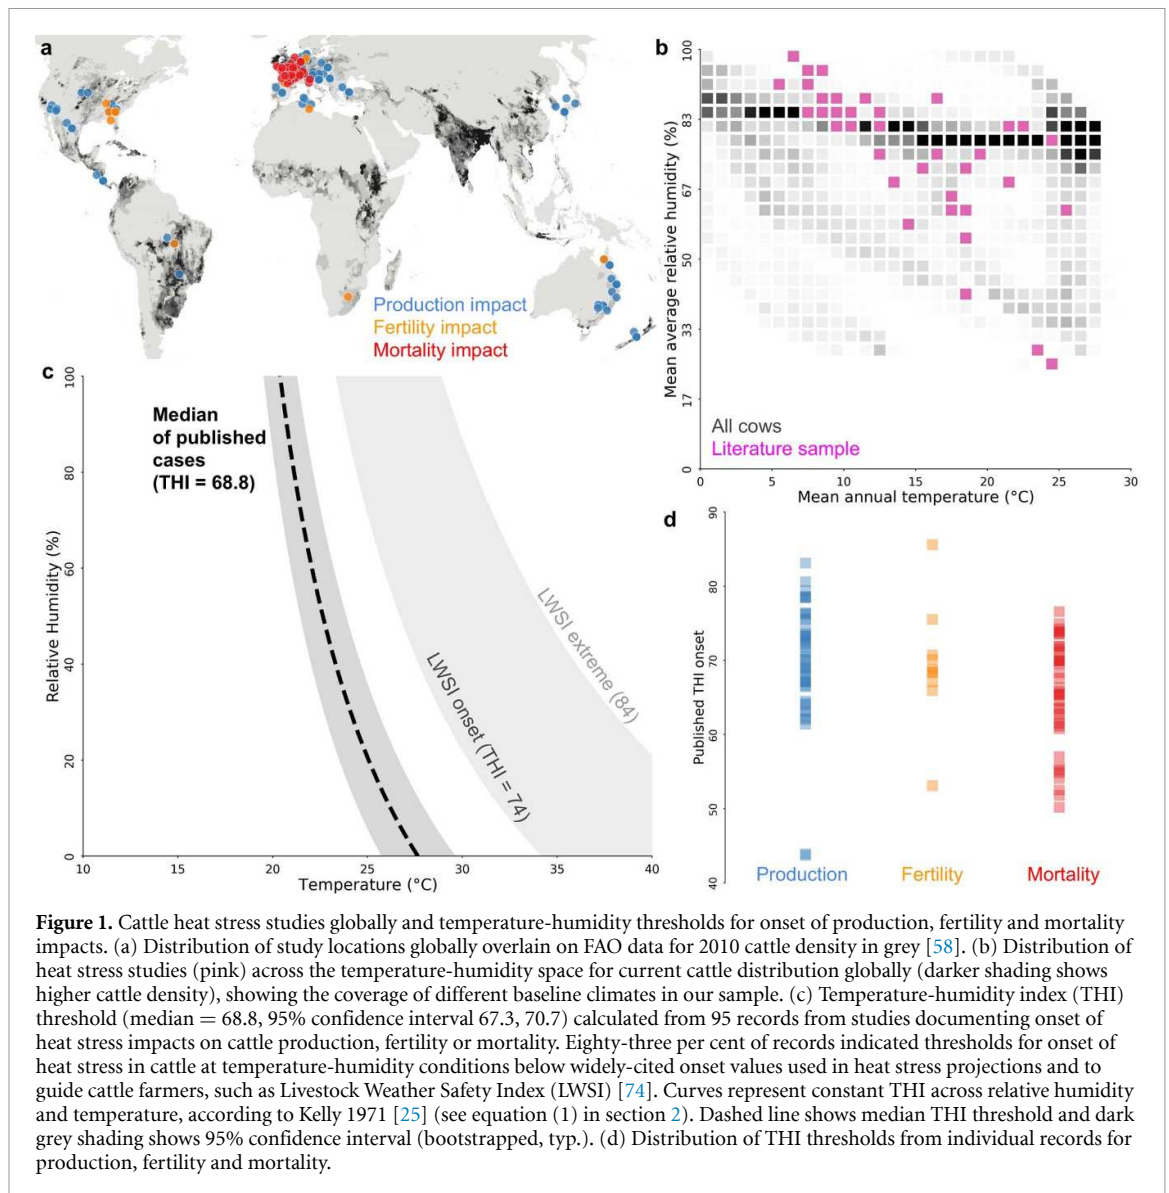 a
Production impact
Fertility impact
Mortality impact
b
Mean average relative humidity (%)
100
83
67
50
33
17
0
All cows
Literature sample
0 5 10 15 20 25 30
Mean annual temperature (°C)
c
Relative Humidity (%)
100
80
60
40
20
0
Median
of published
cases
(THI = 68.8)
LWSI onset (THI = 74)
LWSI extreme (84)
10 15 20 25 30 35 40
Temperature (°C)
d
Published THI onset
90
80
70
60
50
40
Production Fertility Mortality
Figure 1. Cattle heat stress studies globally and temperature-humidity thresholds for onset of production, fertility and mortality
impacts. (a) Distribution of study locations globally overlain on FAO data for 2010 cattle density in grey [58]. (b) Distribution of
heat stress studies (pink) across the temperature-humidity space for current cattle distribution globally (darker shading shows
higher cattle density), showing the coverage of different baseline climates in our sample. (c) Temperature-humidity index (THI)
threshold (median = 68.8, 95% confidence interval 67.3, 70.7) calculated from 95 records from studies documenting onset of
heat stress impacts on cattle production, fertility or mortality. Eighty-three per cent of records indicated thresholds for onset of
heat stress in cattle at temperature-humidity conditions below widely-cited onset values used in heat stress projections and to
guide cattle farmers, such as Livestock Weather Safety Index (LWSI) [74]. Curves represent constant THI across relative humidity
and temperature, according to Kelly 1971 [25] (see equation (1) in section 2). Dashed line shows median THI threshold and dark
grey shading shows 95% confidence interval (bootstrapped, typ.). (d) Distribution of THI thresholds from individual records for
production, fertility and mortality.